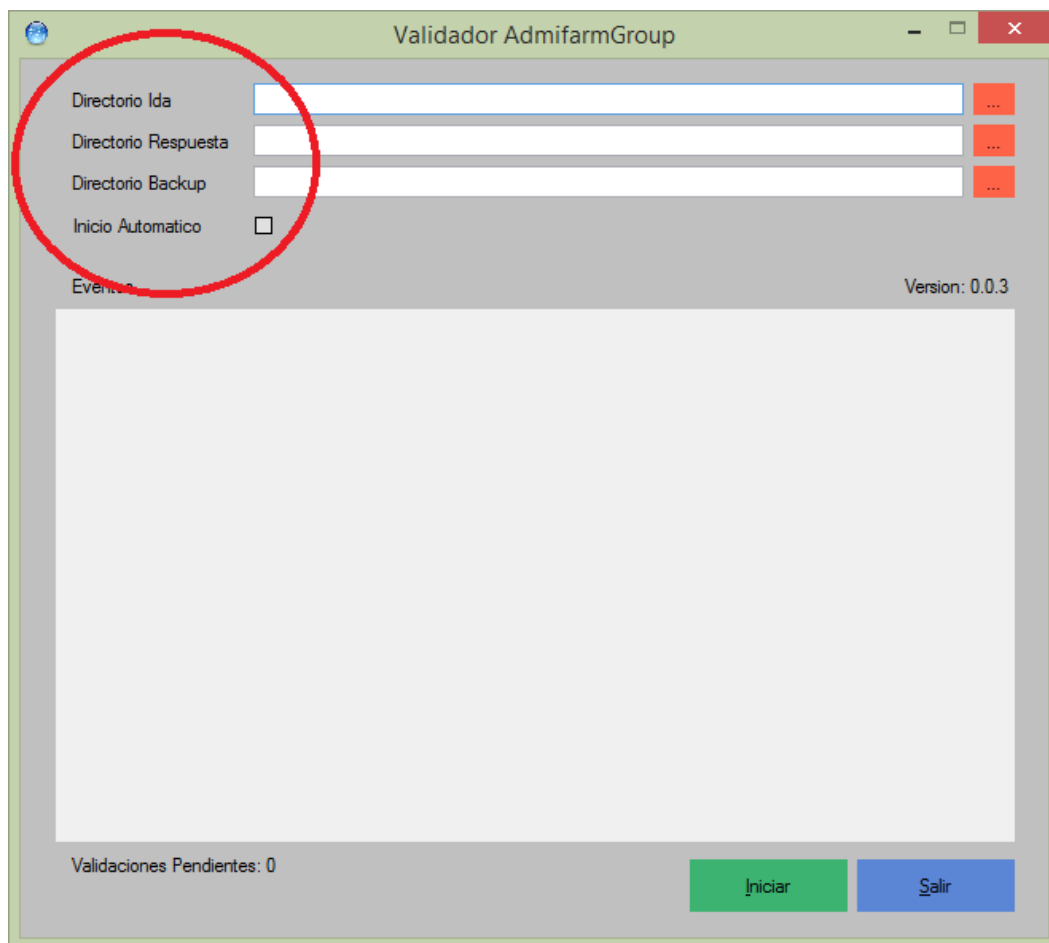 Validador AdmifarmGroup
Directorio Ida
...
Directorio Respuesta
...
Directorio Backup
...
Inicio Automatico
Eventos
Version: 0.0.3
Validaciones Pendientes: 0
Iniciar
Salir